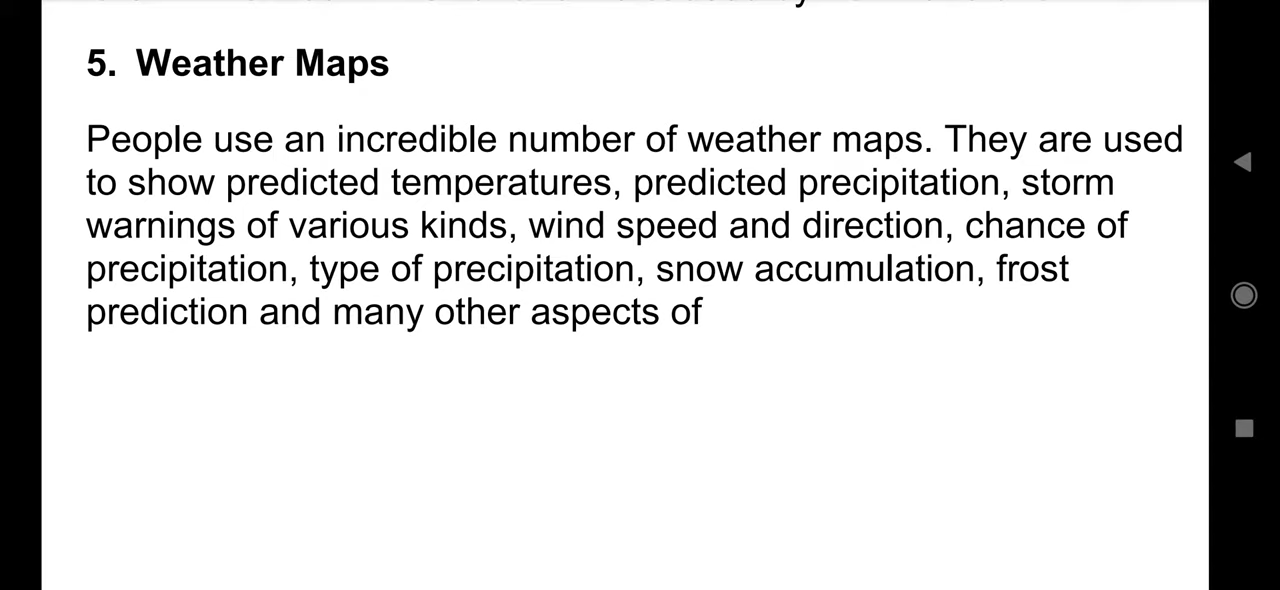 5. Weather Maps
People use an incredible number of weather maps. They are used
to show predicted temperatures, predicted precipitation, storm
warnings of various kinds, wind speed and direction, chance of
precipitation, type of precipitation, snow accumulation, frost
prediction and many other aspects of